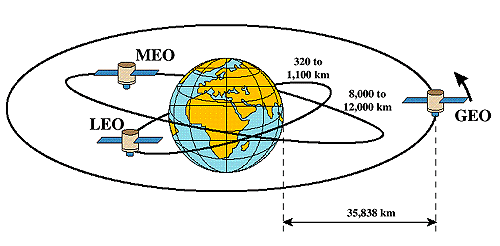 MEO
320 to
1,100 km
8,000 to
12,000 km
GEO
LEO
35,838 km